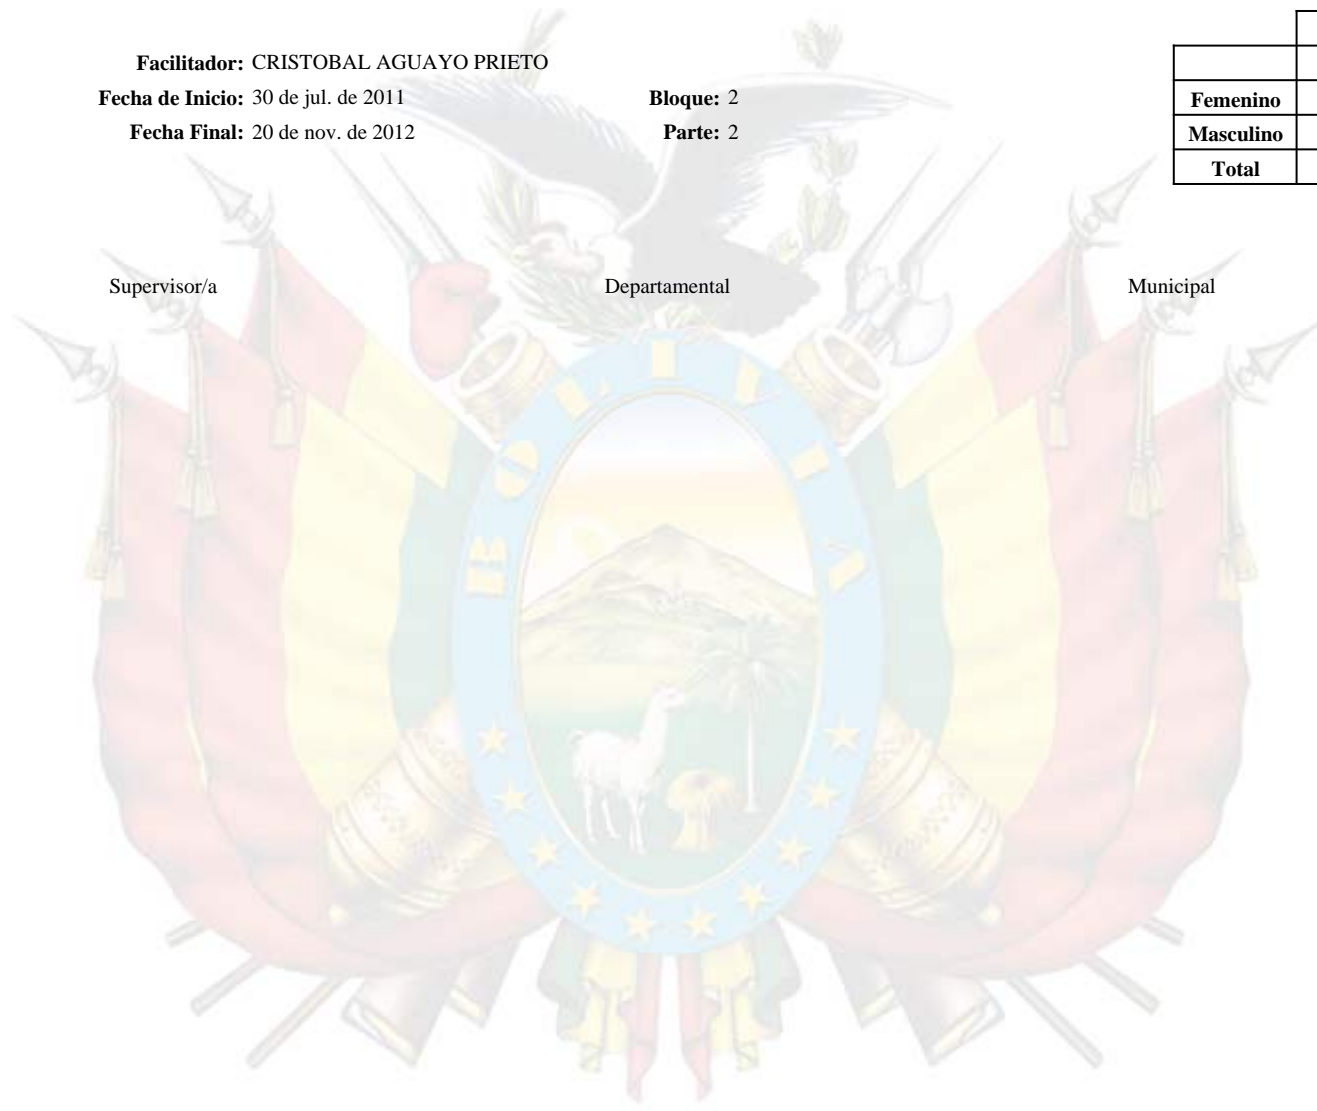 Facilitador: CRISTOBAL AGUAYO PRIETO
Fecha de Inicio: 30 de jul. de 2011 Bloque: 2
Fecha Final: 20 de nov. de 2012 Parte: 2
Femenino
Masculino
Total
Supervisor/a Departamental Municipal
BOLIVIA